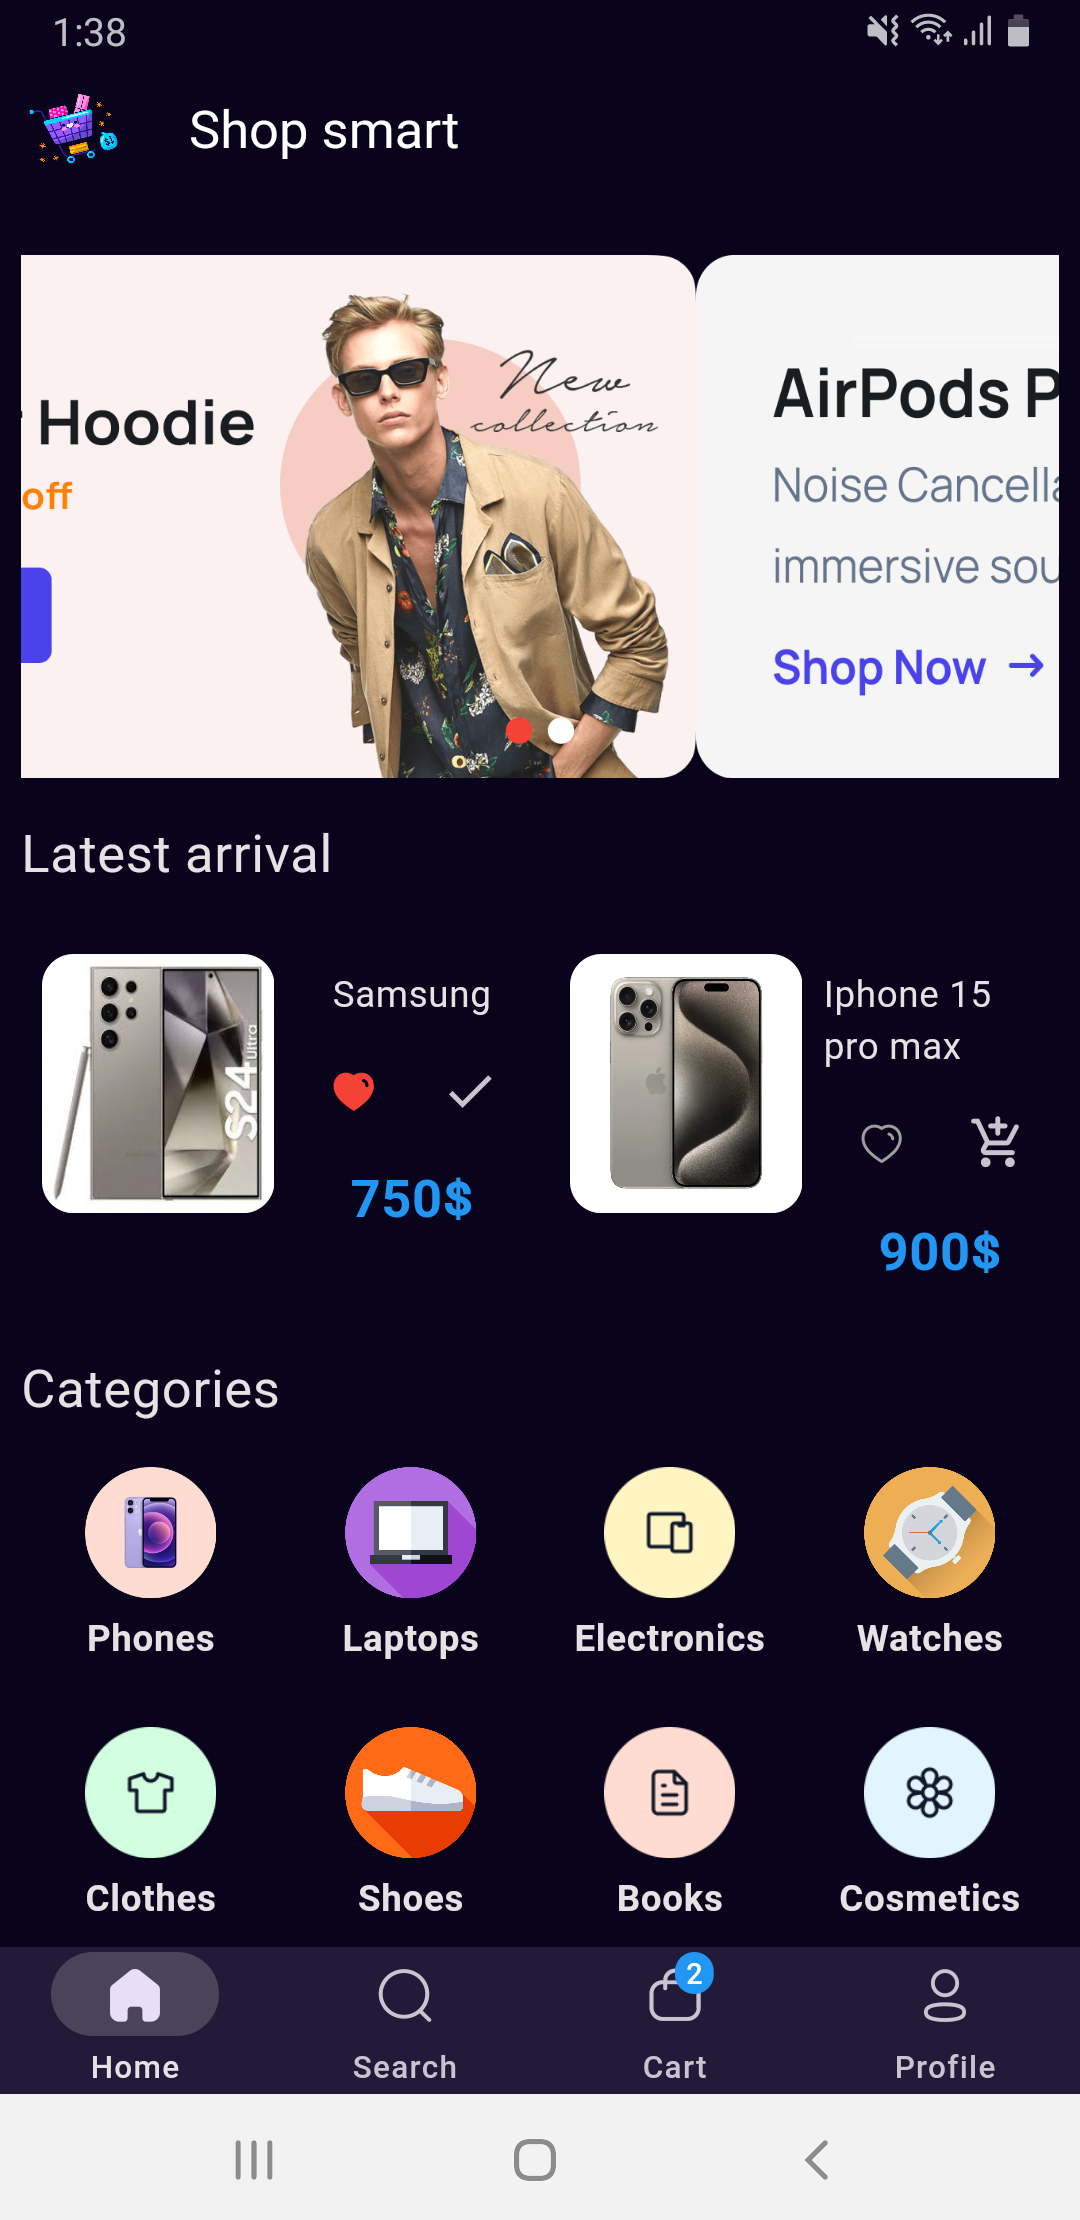 1:38
Shop smart
Hoodie
off
New
collection
AirPods P
Noise Cancella
immersive sou
Shop Now →
Latest arrival
S24 Ultra
Samsung
750$
Iphone 15
pro max
900$
Categories
Phones
Laptops
Electronics
Watches
Clothes
Shoes
Books
Cosmetics
2
Home
Search
Cart
Profile